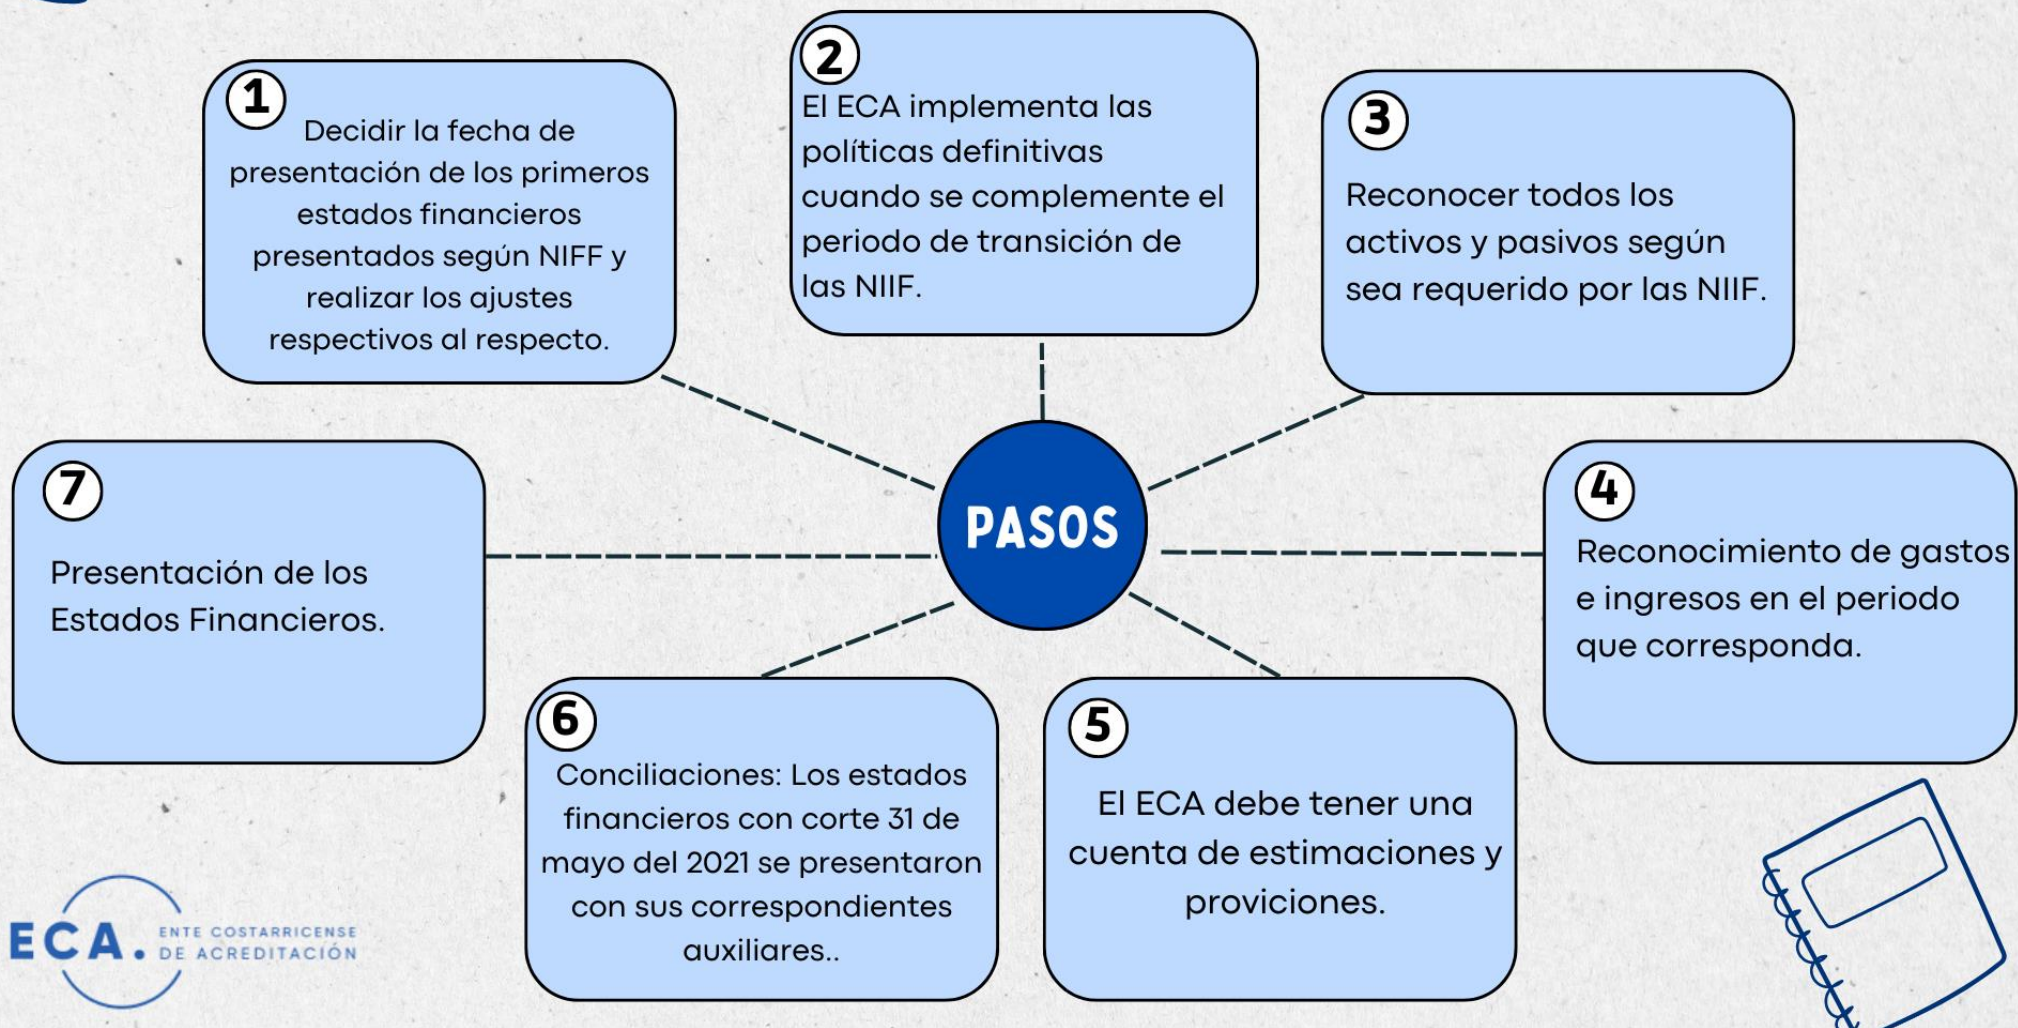 1
Decidir la fecha de
presentación de los primeros
estados financieros
presentados según NIFF y
realizar los ajustes
respectivos al respecto.
2
El ECA implementa las
políticas definitivas
cuando se complemente el
periodo de transición de
las NIIF.
3
Reconocer todos los
activos y pasivos según
sea requerido por las NIIF.
PASOS
4
Reconocimiento de gastos
e ingresos en el periodo
que corresponda.
5
El ECA debe tener una
cuenta de estimaciones y
proviciones.
6
Conciliaciones: Los estados
financieros con corte 31 de
mayo del 2021 se presentaron
con sus correspondientes
auxiliares..
7
Presentación de los
Estados Financieros.
ECA.
ENTE COSTARRICENSE
DE ACREDITACIÓN